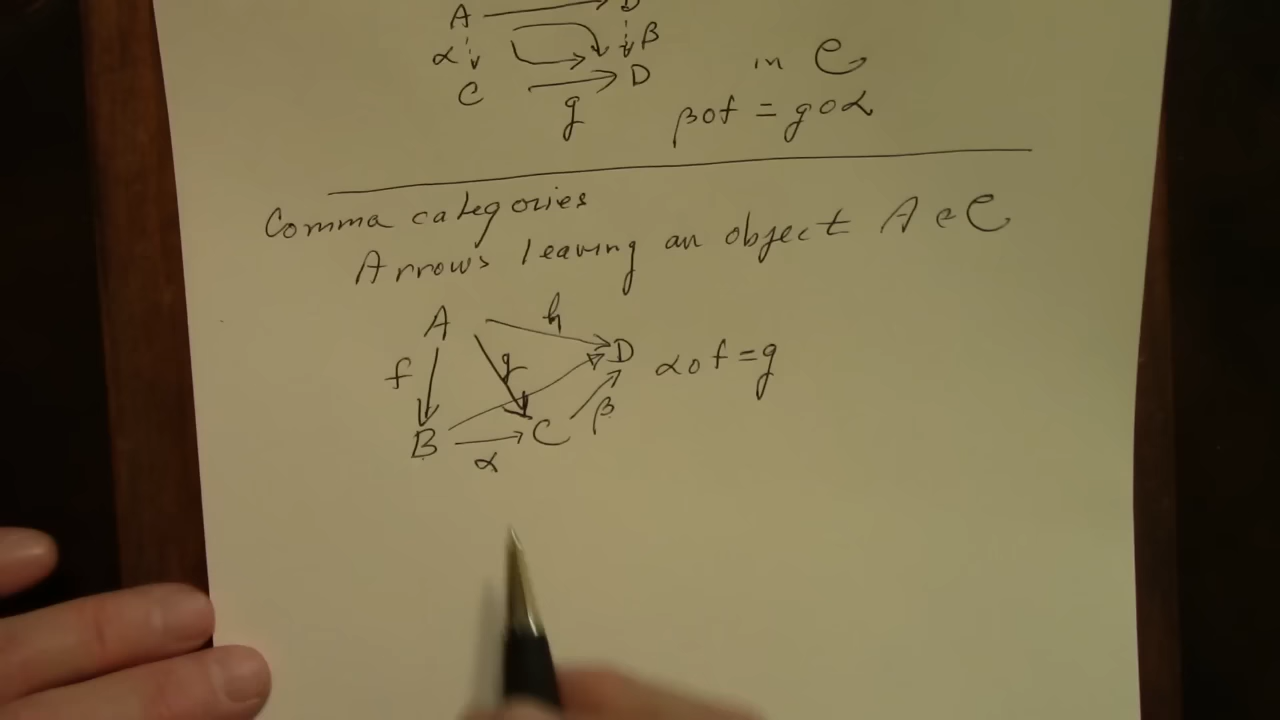 A B
α β
C D in C
g
β∘f = g∘α
Comma categories
Arrows leaving an object A ∈ C
A h
f g D α∘f = g
B C β
α